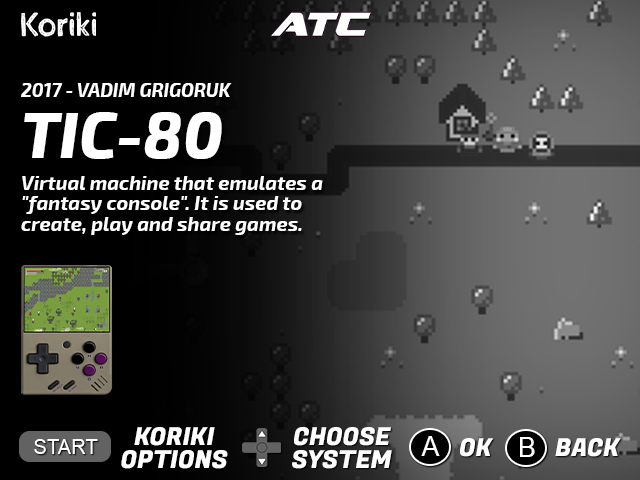 Koriki
ATC
2017 - VADIM GRIGORUK
TIC-80
Virtual machine that emulates a
"fantasy console". It is used to
create, play and share games.
START
KORIKI
OPTIONS
CHOOSE
SYSTEM
A
OK
B
BACK